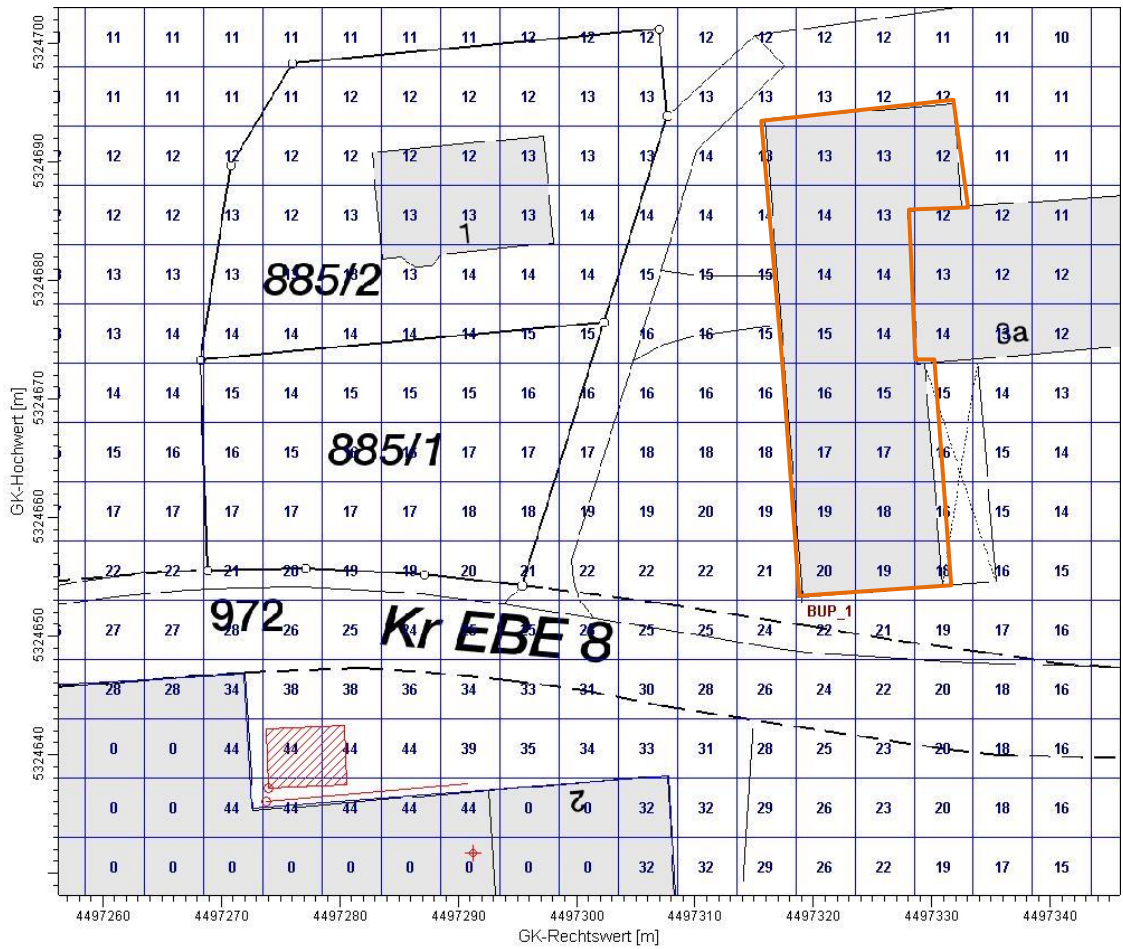 5324700
11 11 11 11 11 11 11 12 12 12 12 12 12 12 11 11 10
11 11 11 11 12 12 12 12 13 13 13 13 13 12 12 11 11
5324690
12 12 12 12 12 12 12 13 13 13 14 13 13 13 12 11 11
12 12 13 12 13 13 13 13 14 14 14 14 14 13 12 12 11
1
5324680
13 13 13 13 13 13 14 14 14 15 15 15 14 14 13 12 12
885/2
13 14 14 14 14 14 14 15 15 16 16 15 15 14 14 13 12
3a
5324670
14 14 15 15 14 15 15 16 16 16 16 16 16 15 15 14 13
15 16 16 15 16 16 17 17 17 18 18 18 17 17 16 15 14
885/1
5324660
17 17 17 17 17 17 18 18 19 19 20 19 19 18 16 15 14
22 22 21 20 19 19 20 21 22 22 22 21 20 19 18 16 15
BUP_1
5324650
27 27 28 26 25 24 25 25 25 25 25 24 22 21 19 17 16
972
Kr EBE 8
28 28 34 38 38 36 34 33 31 30 28 26 24 22 20 18 16
5324640
0 0 44 44 44 44 39 35 34 33 31 28 25 23 20 18 16
0 0 44 44 44 44 44 0 0 32 32 29 26 23 20 18 16
2
0 0 0 0 0 0 0 0 0 32 32 29 26 22 19 17 15
GK-Hochwert [m]
4497260 4497270 4497280 4497290 4497300 4497310 4497320 4497330 4497340
GK-Rechtswert [m]